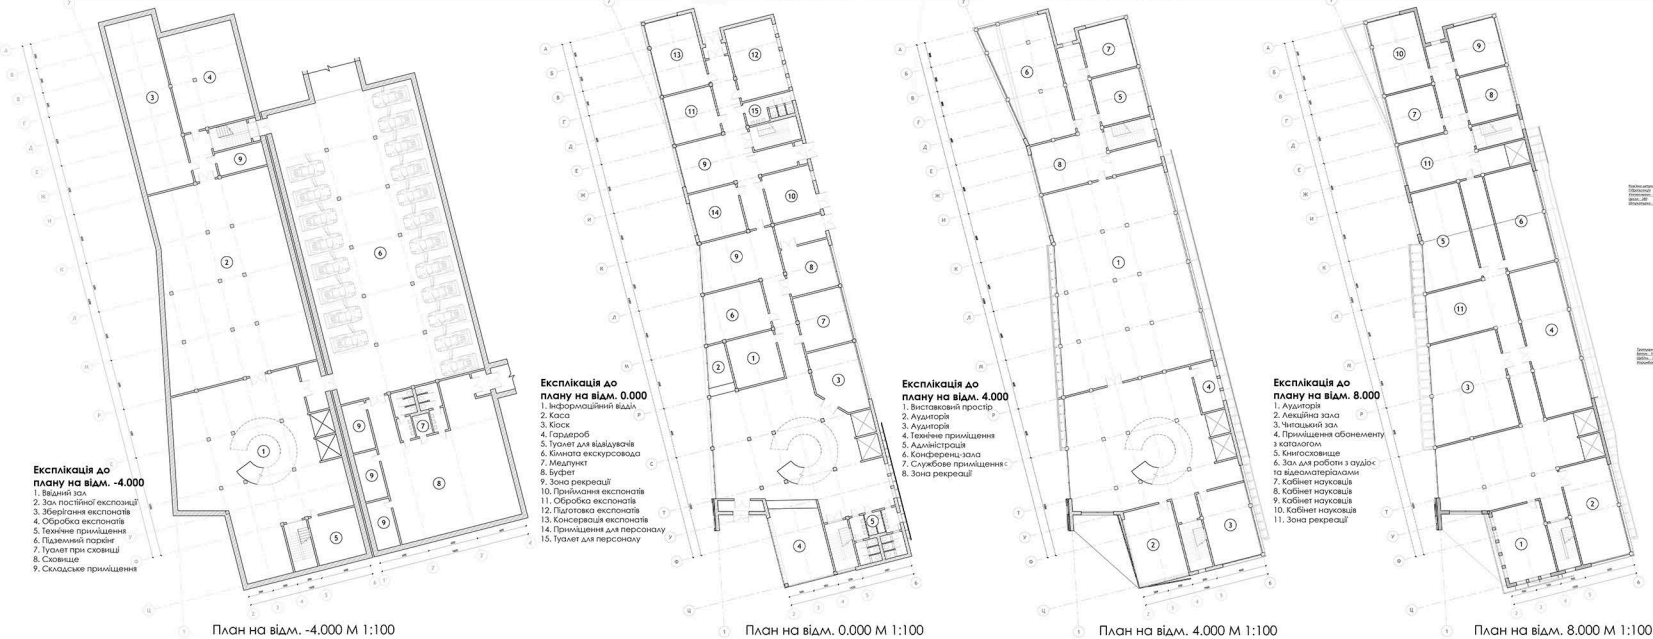 Експлікація до
плану на відм. -4.000
1. Ввідний зал
2. Зал постійної експозиції
3. Зберігання експонатів
4. Обробка експонатів
5. Технічне приміщення
6. Підземний паркінг
7. Туалет при сховищі
8. Сховище
9. Складське приміщення
План на відм. -4.000 М 1:100
Експлікація до
плану на відм. 0.000
1. Інформаційний відділ
2. Каса
3. Кіоск
4. Гардероб
5. Туалет для відвідувачів
6. Кімната екскурсовода
7. Медпункт
8. Буфет
9. Зона рекреації
10. Приймання експонатів
11. Обробка експонатів
12. Підготовка експонатів
13. Консервація експонатів
14. Приміщення для персоналу
15. Туалет для персоналу
План на відм. 0.000 М 1:100
Експлікація до
плану на відм. 4.000
1. Виставковий простір
2. Аудиторія
3. Аудиторія
4. Технічне приміщення
5. Адміністрація
6. Конференц-зала
7. Службове приміщення
8. Зона рекреації
План на відм. 4.000 М 1:100
Експлікація до
плану на відм. 8.000
1. Аудиторія
2. Лекційна зала
3. Читацький зал
4. Приміщення абонементу
з каталогом
5. Книгосховище
6. Зал для роботи з аудіо-
та відеоматеріалами
7. Кабінет науковців
8. Кабінет науковців
9. Кабінет науковців
10. Кабінет науковців
11. Зона рекреації
План на відм. 8.000 М 1:100